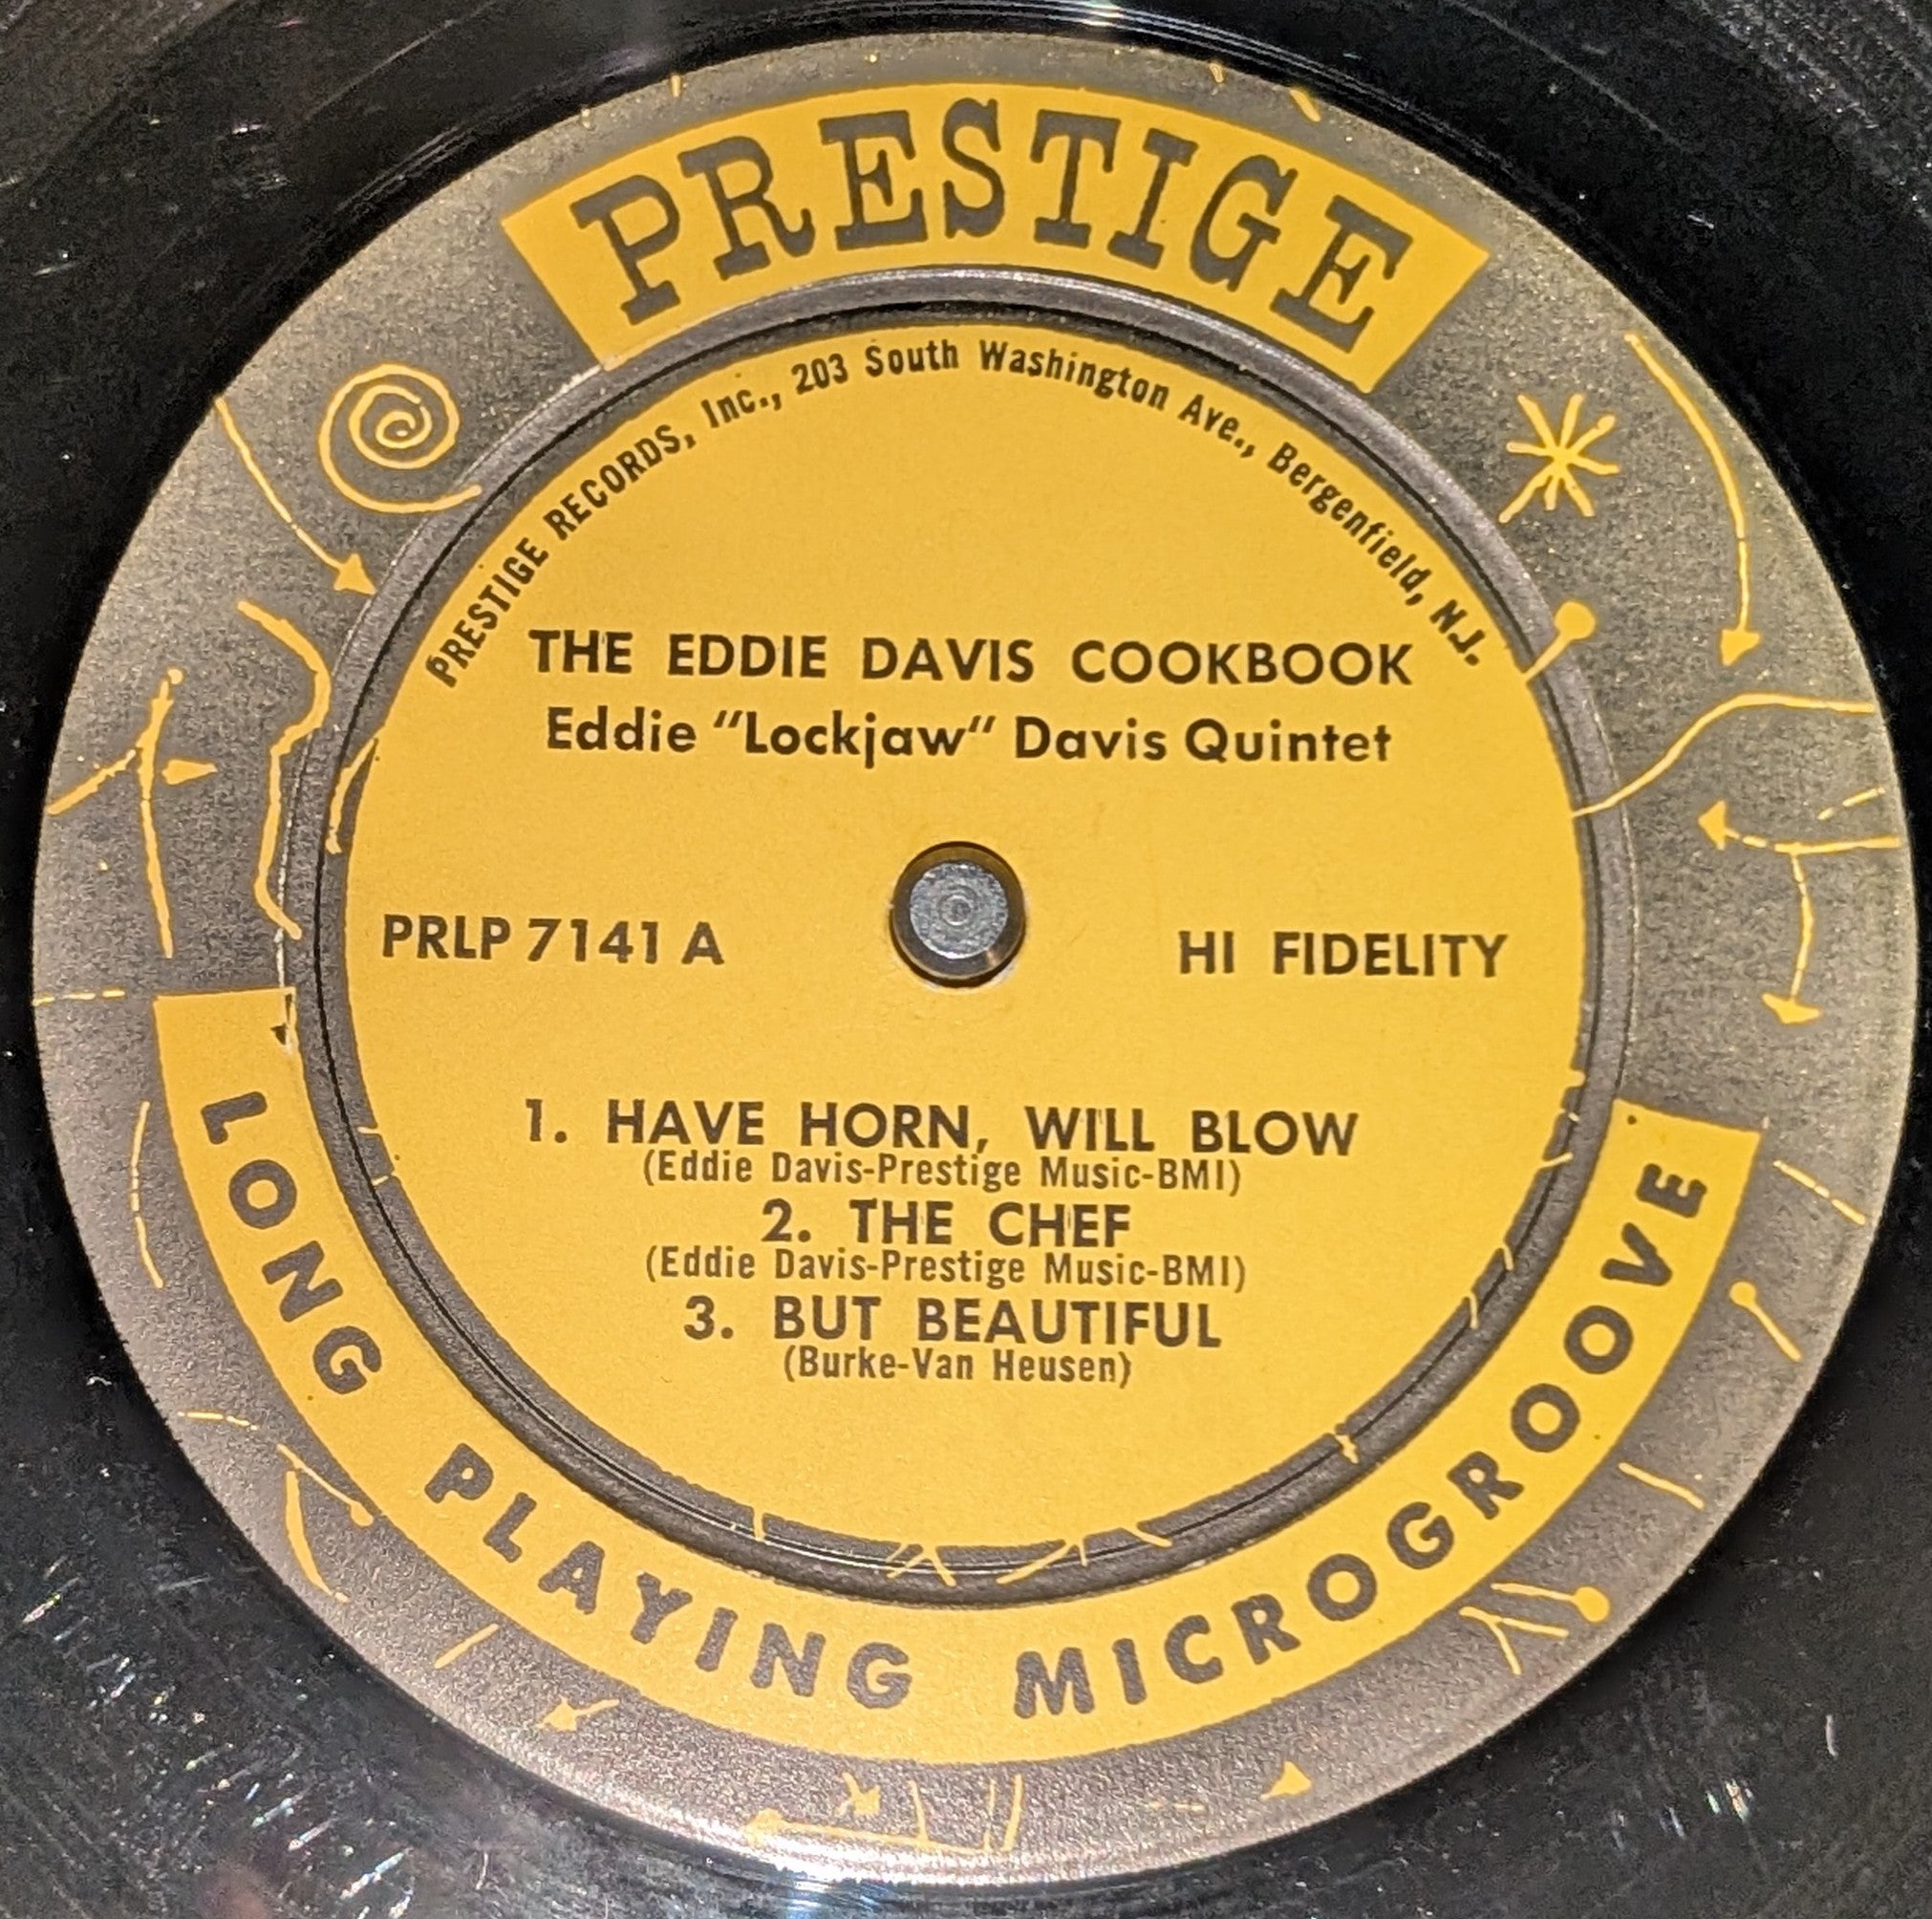 PRESTIGE
PRESTIGE RECORDS, Inc., 203 South Washington Ave., Bergenfield, N.J.
THE EDDIE DAVIS COOKBOOK
Eddie "Lockjaw" Davis Quintet
PRLP 7141 A
HI FIDELITY
1. HAVE HORN, WILL BLOW
(Eddie Davis-Prestige Music-BMI)
2. THE CHEF
(Eddie Davis-Prestige Music-BMI)
3. BUT BEAUTIFUL
(Burke-Van Heusen)
LONG PLAYING MICROGROOVE